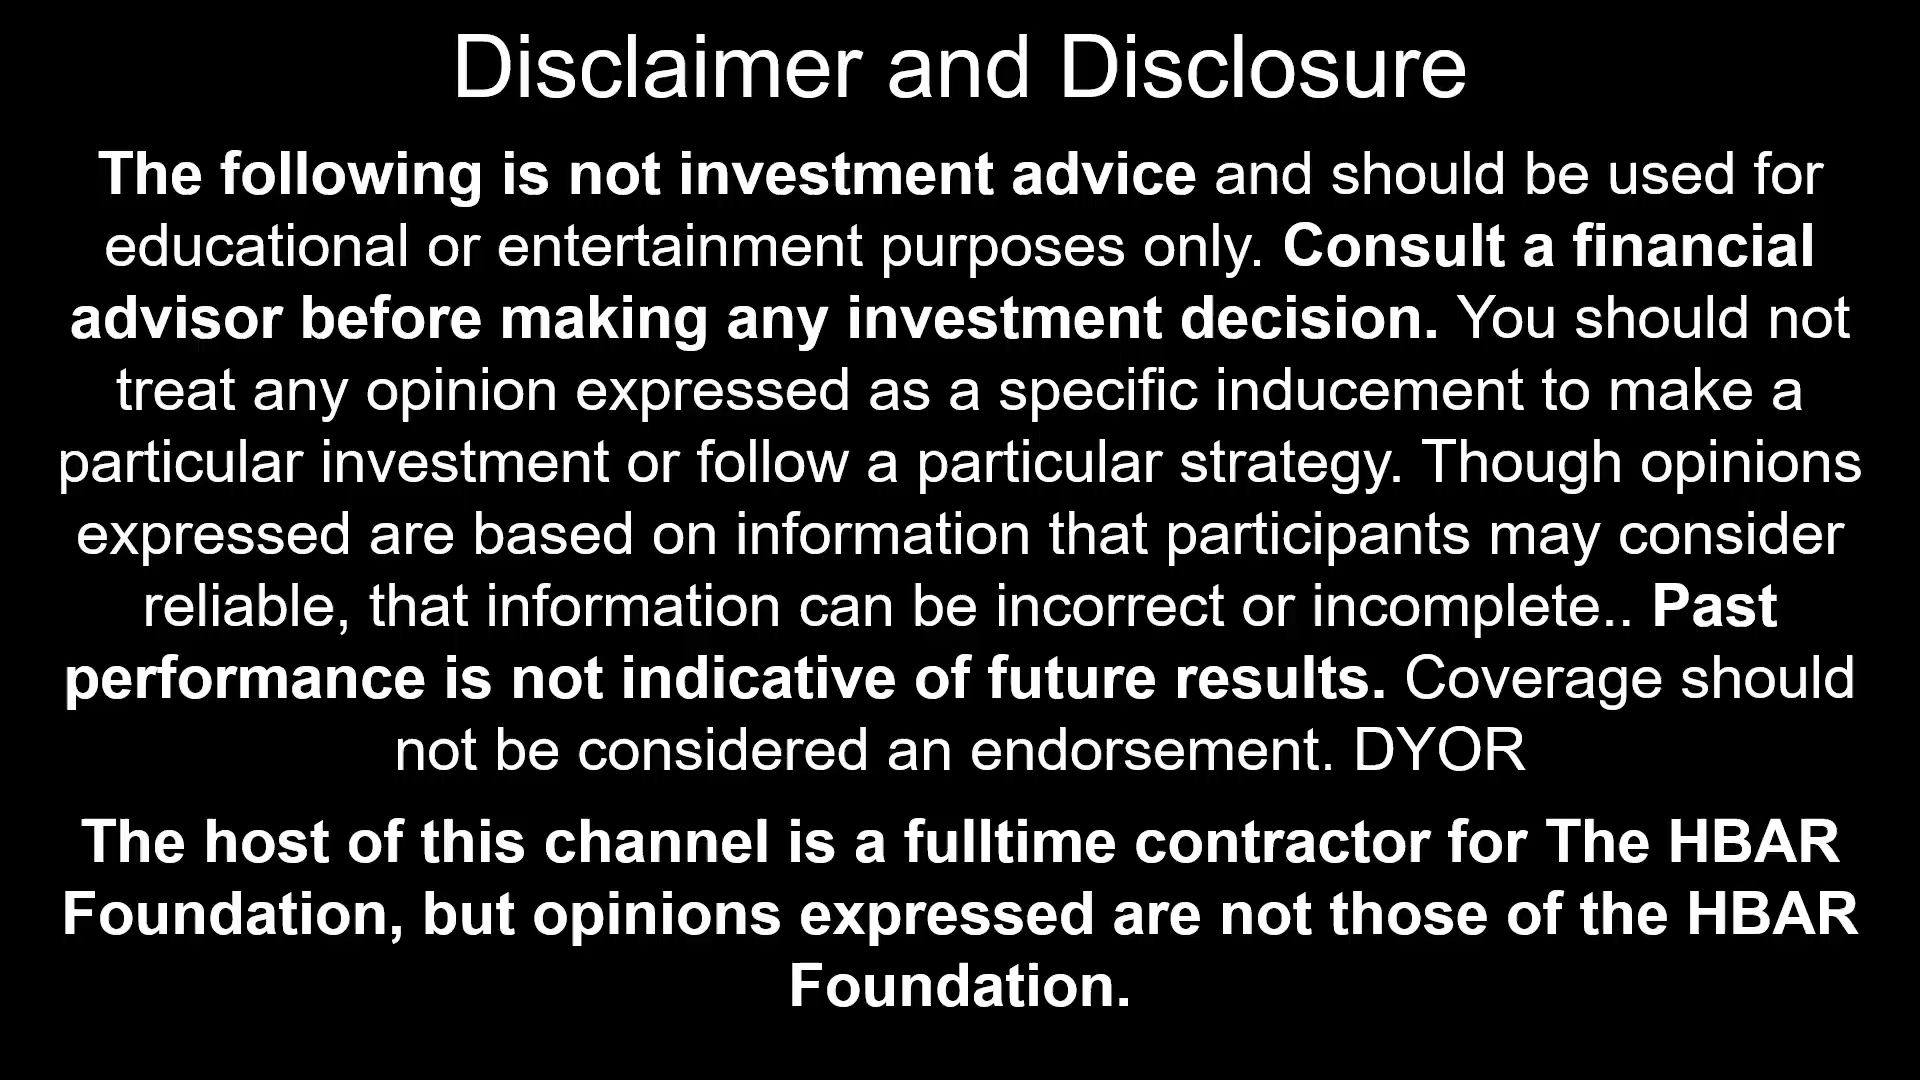 Disclaimer and Disclosure
The following is not investment advice and should be used for
educational or entertainment purposes only. Consult a financial
advisor before making any investment decision. You should not
treat any opinion expressed as a specific inducement to make a
particular investment or follow a particular strategy. Though opinions
expressed are based on information that participants may consider
reliable, that information can be incorrect or incomplete.. Past
performance is not indicative of future results. Coverage should
not be considered an endorsement. DYOR
The host of this channel is a fulltime contractor for The HBAR
Foundation, but opinions expressed are not those of the HBAR
Foundation.